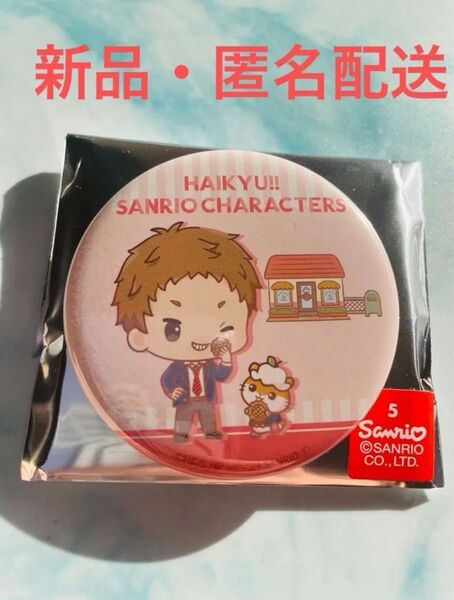 新品・匿名配送
HAIKYU!!
SANRIO CHARACTERS
5
Sanrio
©SANRIO
CO., LTD.